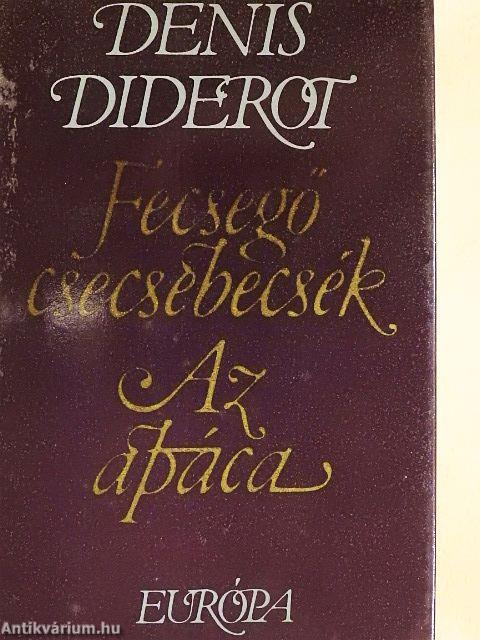 DENIS
DIDEROT
Fecsegő
csecsebecsék
Az
apáca
EURÓPA
Antikvárium.hu